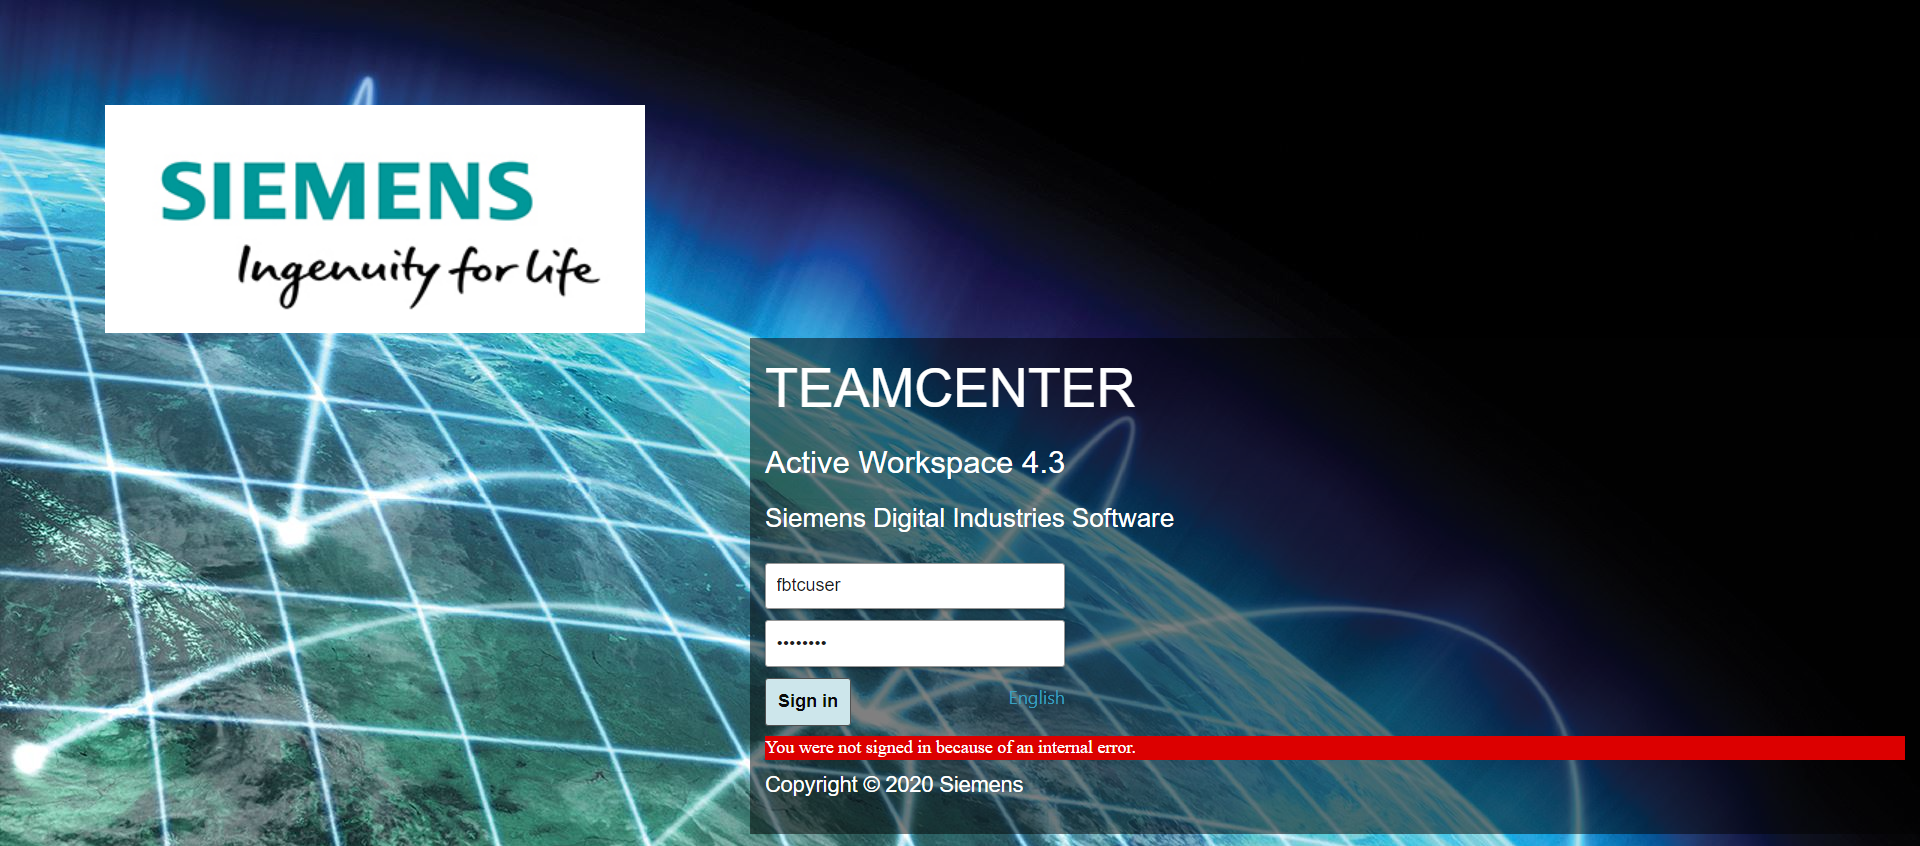 SIEMENS
Ingenuity for life
TEAMCENTER
Active Workspace 4.3
Siemens Digital Industries Software
fbtcuser
••••••••
Sign in
English
You were not signed in because of an internal error.
Copyright © 2020 Siemens